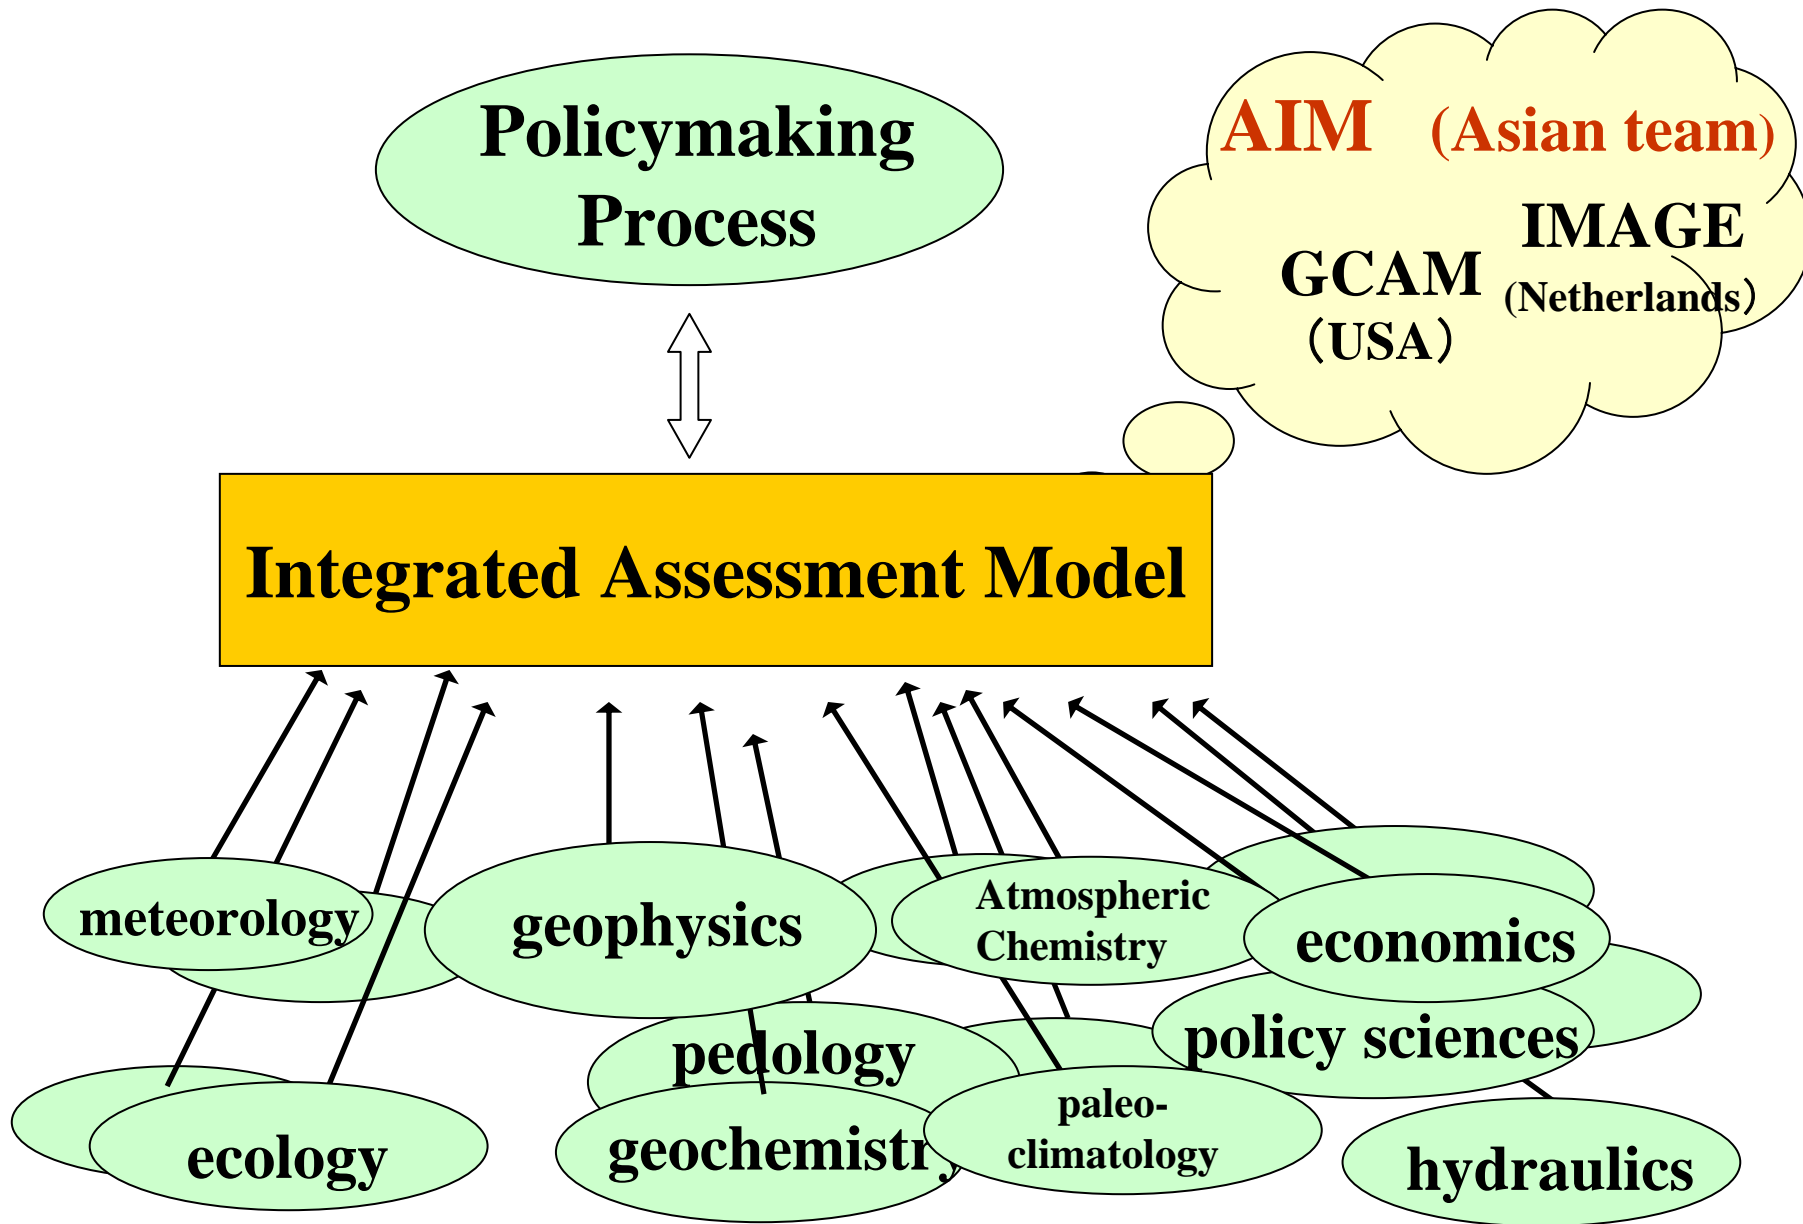 Policymaking
Process
AIM (Asian team)
IMAGE
(Netherlands）
GCAM
（USA）
Integrated Assessment Model
meteorology
geophysics
Atmospheric
Chemistry
economics
pedology
policy sciences
ecology
geochemistry
paleo-
climatology
hydraulics